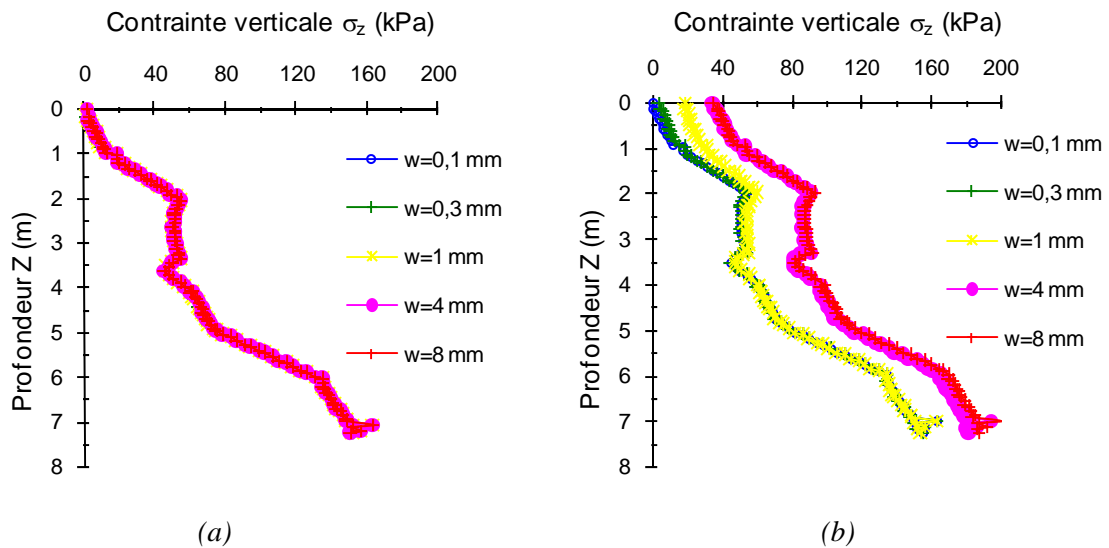 Contrainte verticale σz (kPa)
0 40 80 120 160 200
0
1
2
3
4
5
6
7
8
Profondeur Z (m)
w=0,1 mm
w=0,3 mm
w=1 mm
w=4 mm
w=8 mm
(a)
Contrainte verticale σz (kPa)
0 40 80 120 160 200
0
1
2
3
4
5
6
7
8
Profondeur Z (m)
w=0,1 mm
w=0,3 mm
w=1 mm
w=4 mm
w=8 mm
(b)